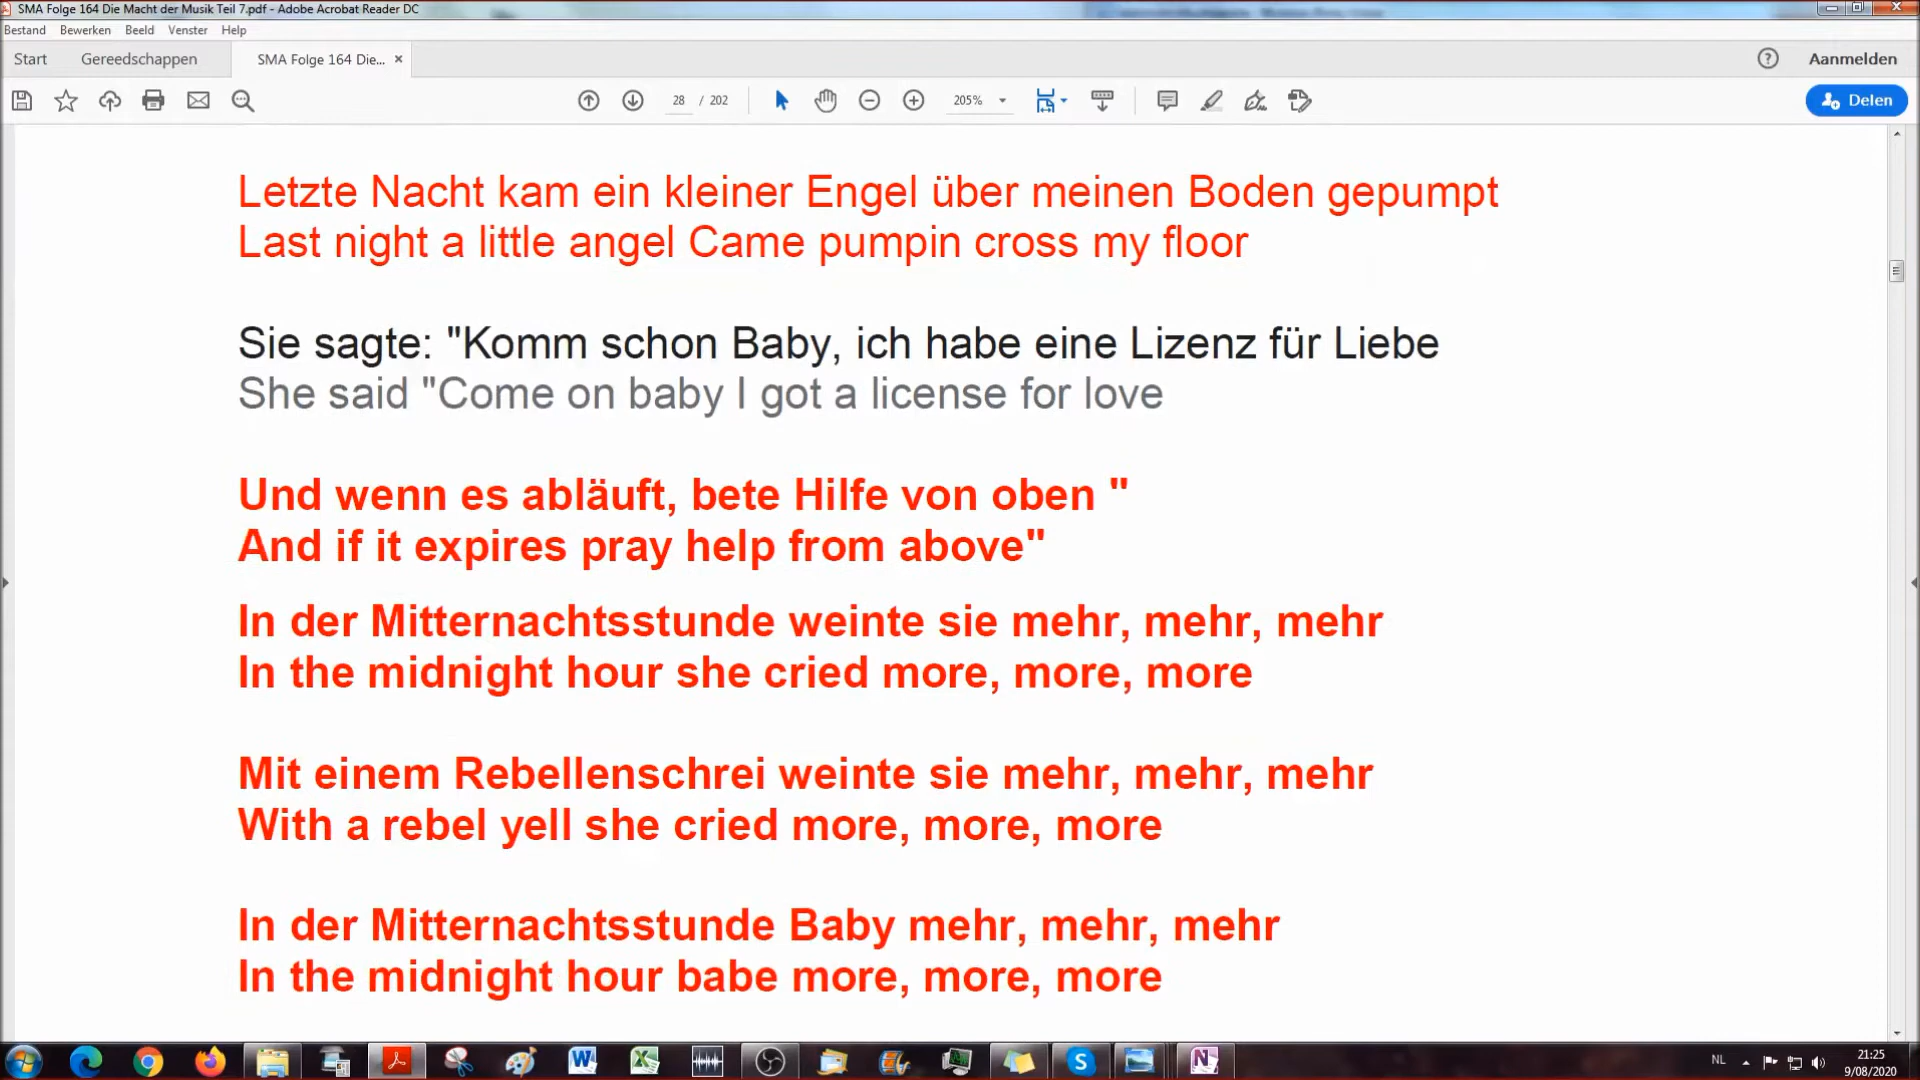 SMA Folge 164 Die Macht der Musik Teil 7.pdf - Adobe Acrobat Reader DC
Bestand Bewerken Beeld Venster Help
Start Gereedschappen SMA Folge 164 Die... × Aanmelden
28 / 202 205% Delen
Letzte Nacht kam ein kleiner Engel über meinen Boden gepumpt
Last night a little angel Came pumpin cross my floor
Sie sagte: "Komm schon Baby, ich habe eine Lizenz für Liebe
She said "Come on baby I got a license for love
Und wenn es abläuft, bete Hilfe von oben "
And if it expires pray help from above"
In der Mitternachtsstunde weinte sie mehr, mehr, mehr
In the midnight hour she cried more, more, more
Mit einem Rebellenschrei weinte sie mehr, mehr, mehr
With a rebel yell she cried more, more, more
In der Mitternachtsstunde Baby mehr, mehr, mehr
In the midnight hour babe more, more, more
NL 21:25
9/08/2020